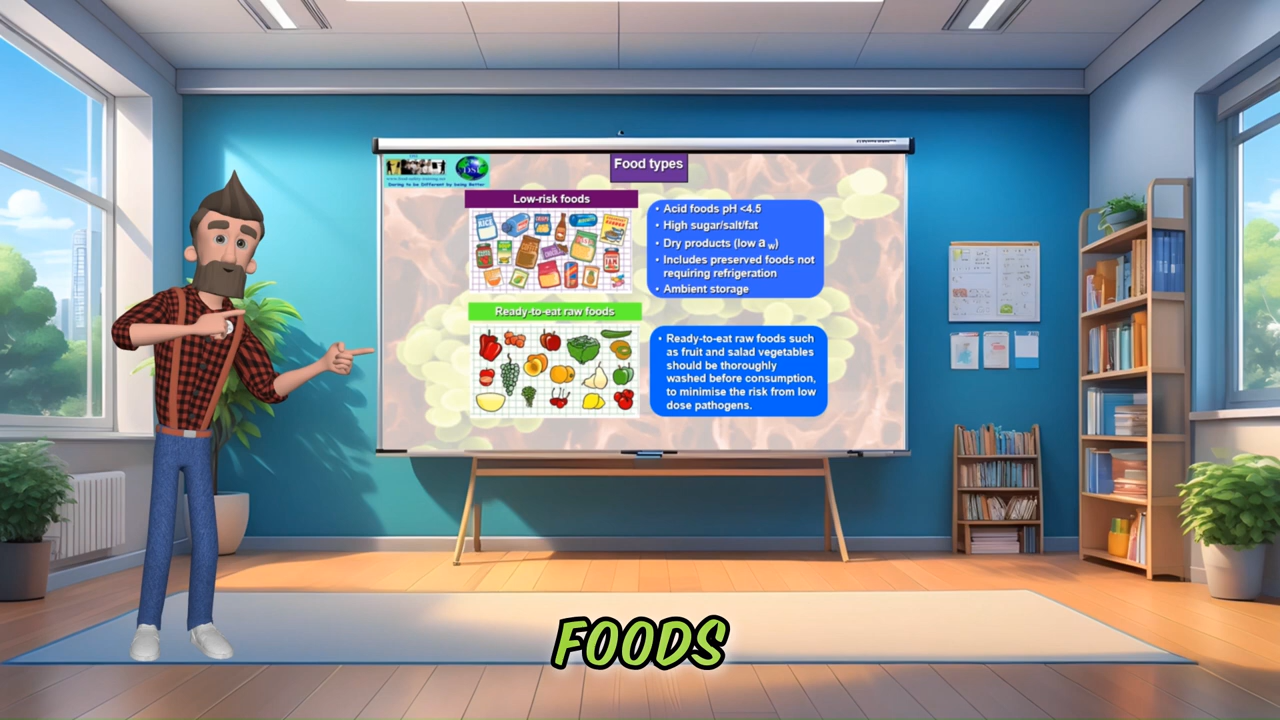 Food types
Daring to be Different by being Better
Low-risk foods
RICE
JAM
• Acid foods pH <4.5
• High sugar/salt/fat
• Dry products (low a w)
• Includes preserved foods not
requiring refrigeration
• Ambient storage
Ready-to-eat raw foods
• Ready-to-eat raw foods such
as fruit and salad vegetables
should be thoroughly
washed before consumption,
to minimise the risk from low
dose pathogens.
FOODS